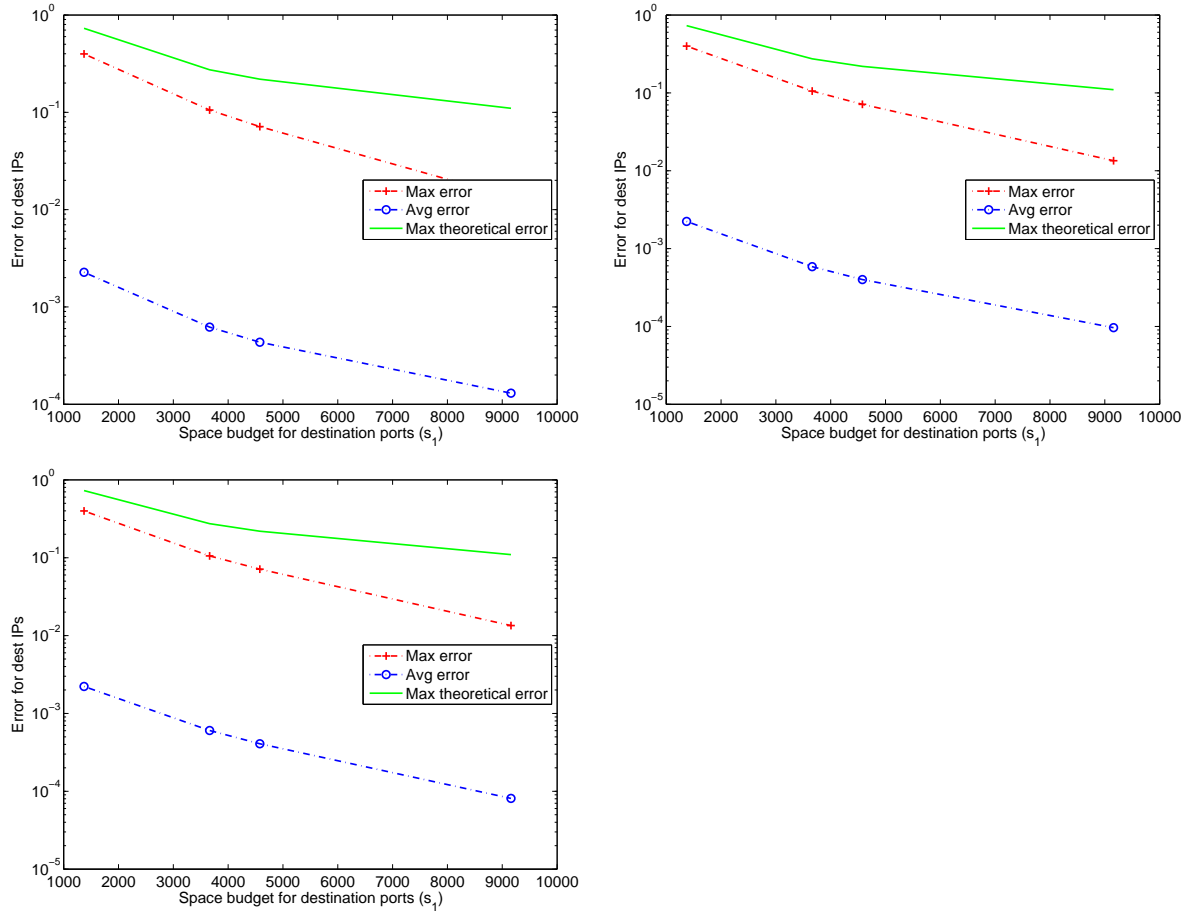 10^0
10^-1
10^-2
10^-3
10^-4
Error for dest IPs
Max error
Avg error
Max theoretical error
1000 2000 3000 4000 5000 6000 7000 8000 9000 10000
Space budget for destination ports (s_1)
10^0
10^-1
10^-2
10^-3
10^-4
10^-5
Error for dest IPs
Max error
Avg error
Max theoretical error
1000 2000 3000 4000 5000 6000 7000 8000 9000 10000
Space budget for destination ports (s_1)
10^0
10^-1
10^-2
10^-3
10^-4
10^-5
Error for dest IPs
Max error
Avg error
Max theoretical error
1000 2000 3000 4000 5000 6000 7000 8000 9000 10000
Space budget for destination ports (s_1)